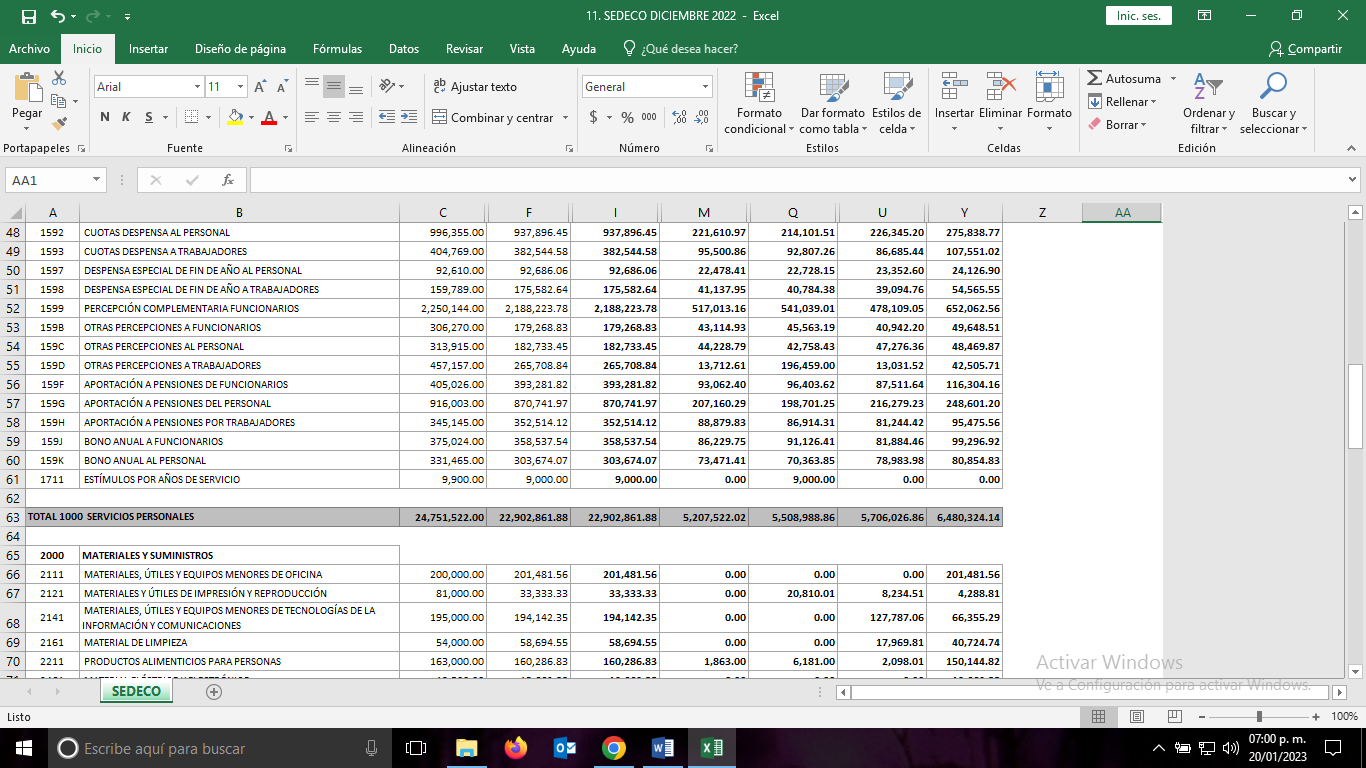 11. SEDECO DICIEMBRE 2022 - Excel
Inic. ses.
Archivo Inicio Insertar Diseño de página Fórmulas Datos Revisar Vista Ayuda ¿Qué desea hacer? Compartir
Pegar
Arial 11
N K S
Ajustar texto
Combinar y centrar
General
$ % 000
Formato condicional
Dar formato como tabla
Estilos de celda
Insertar Eliminar Formato
Autosuma
Rellenar
Borrar
Ordenar y filtrar
Buscar y seleccionar
Portapapeles Fuente Alineación Número Estilos Celdas Edición
AA1 fx
A B C F I M Q U Y Z AA
48 1592 CUOTAS DESPENSA AL PERSONAL 996,355.00 937,896.45 937,896.45 221,610.97 214,101.51 226,345.20 275,838.77
49 1593 CUOTAS DESPENSA A TRABAJADORES 404,769.00 382,544.58 382,544.58 95,500.86 92,807.26 86,685.44 107,551.02
50 1597 DESPENSA ESPECIAL DE FIN DE AÑO AL PERSONAL 92,610.00 92,686.06 92,686.06 22,478.41 22,728.15 23,352.60 24,126.90
51 1598 DESPENSA ESPECIAL DE FIN DE AÑO A TRABAJADORES 159,789.00 175,582.64 175,582.64 41,137.95 40,784.38 39,094.76 54,565.55
52 1599 PERCEPCIÓN COMPLEMENTARIA FUNCIONARIOS 2,250,144.00 2,188,223.78 2,188,223.78 517,013.16 541,039.01 478,109.05 652,062.56
53 159B OTRAS PERCEPCIONES A FUNCIONARIOS 306,270.00 179,268.83 179,268.83 43,114.93 45,563.19 40,942.20 49,648.51
54 159C OTRAS PERCEPCIONES AL PERSONAL 313,915.00 182,733.45 182,733.45 44,228.79 42,758.43 47,276.36 48,469.87
55 159D OTRAS PERCEPCIONES A TRABAJADORES 457,157.00 265,708.84 265,708.84 13,712.61 196,459.00 13,031.52 42,505.71
56 159F APORTACIÓN A PENSIONES DE FUNCIONARIOS 405,026.00 393,281.82 393,281.82 93,062.40 96,403.62 87,511.64 116,304.16
57 159G APORTACIÓN A PENSIONES DEL PERSONAL 916,003.00 870,741.97 870,741.97 207,160.29 198,701.25 216,279.23 248,601.20
58 159H APORTACIÓN A PENSIONES POR TRABAJADORES 345,145.00 352,514.12 352,514.12 88,879.83 86,914.31 81,244.42 95,475.56
59 159J BONO ANUAL A FUNCIONARIOS 375,024.00 358,537.54 358,537.54 86,229.75 91,126.41 81,884.46 99,296.92
60 159K BONO ANUAL AL PERSONAL 331,465.00 303,674.07 303,674.07 73,471.41 70,363.85 78,983.98 80,854.83
61 1711 ESTÍMULOS POR AÑOS DE SERVICIO 9,900.00 9,000.00 9,000.00 0.00 9,000.00 0.00 0.00
62
63 TOTAL 1000 SERVICIOS PERSONALES 24,751,522.00 22,902,861.88 22,902,861.88 5,207,522.02 5,508,988.86 5,706,026.86 6,480,324.14
64
65 2000 MATERIALES Y SUMINISTROS
66 2111 MATERIALES, ÚTILES Y EQUIPOS MENORES DE OFICINA 200,000.00 201,481.56 201,481.56 0.00 0.00 0.00 201,481.56
67 2121 MATERIALES Y ÚTILES DE IMPRESIÓN Y REPRODUCCIÓN 81,000.00 33,333.33 33,333.33 0.00 20,810.01 8,234.51 4,288.81
68 2141 MATERIALES, ÚTILES Y EQUIPOS MENORES DE TECNOLOGÍAS DE LA
INFORMACIÓN Y COMUNICACIONES 195,000.00 194,142.35 194,142.35 0.00 0.00 127,787.06 66,355.29
69 2161 MATERIAL DE LIMPIEZA 54,000.00 58,694.55 58,694.55 0.00 0.00 17,969.81 40,724.74
70 2211 PRODUCTOS ALIMENTICIOS PARA PERSONAS 163,000.00 160,286.83 160,286.83 1,863.00 6,181.00 2,098.01 150,144.82
Activar Windows
Ve a Configuración para activar Windows.
SEDECO
Listo 100%
Escribe aquí para buscar
07:00 p. m.
20/01/2023